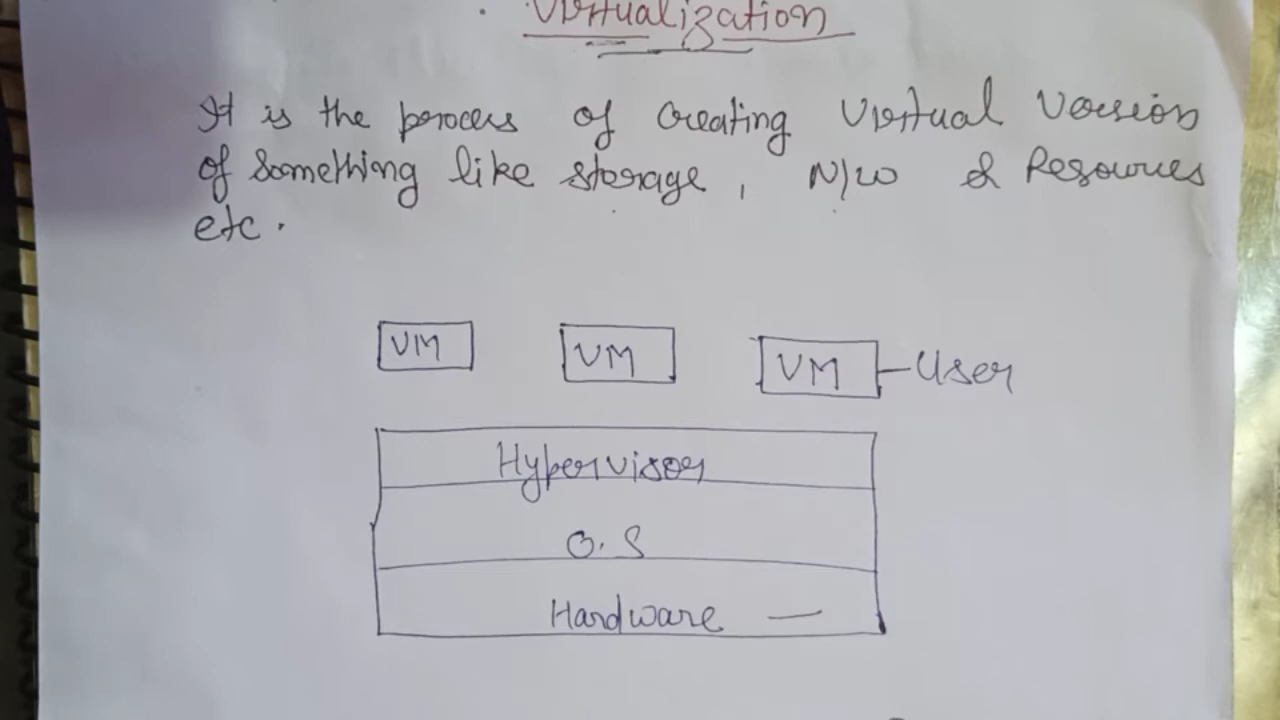 Virtualization
It is the process of Creating Virtual Version
of Something like storage, N/W & Resources
etc.
VM VM VM - User
Hypervisor
O.S
Hardware -